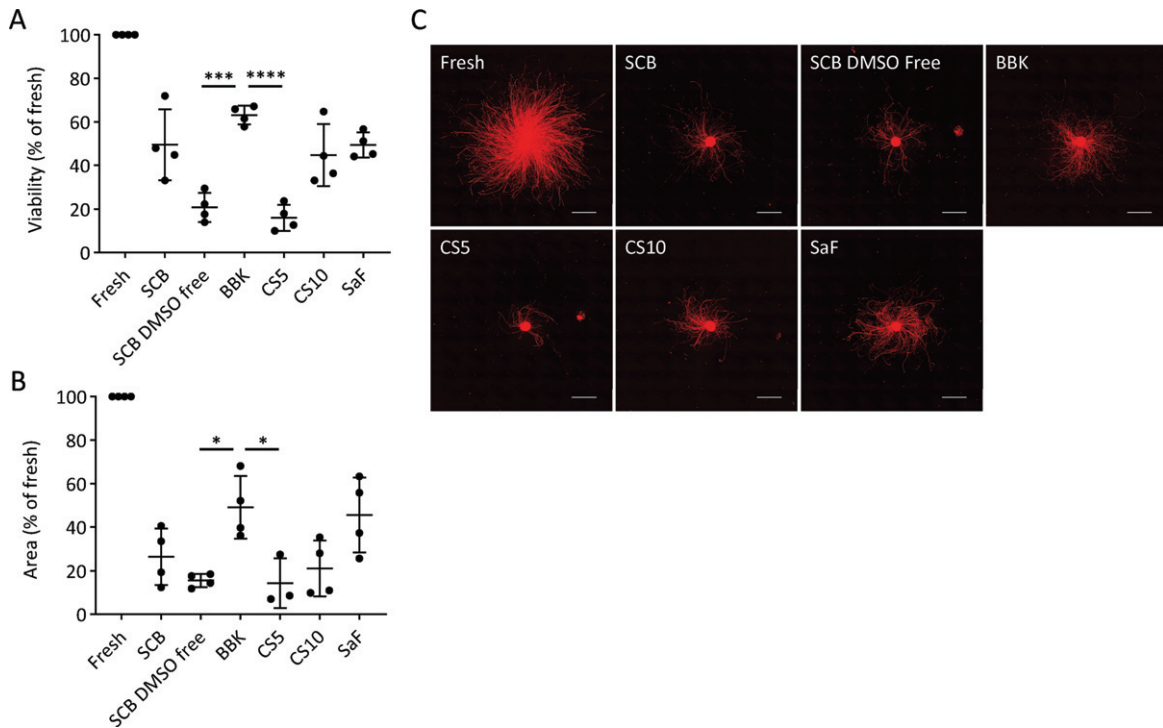 A
Viability (% of fresh)
100
80
60
40
20
0
*** ****
Fresh
SCB
SCB DMSO free
BBK
CS5
CS10
SaF
B
Area (% of fresh)
100
80
60
40
20
0
* *
Fresh
SCB
SCB DMSO free
BBK
CS5
CS10
SaF
C
Fresh
SCB
SCB DMSO Free
BBK
CS5
CS10
SaF